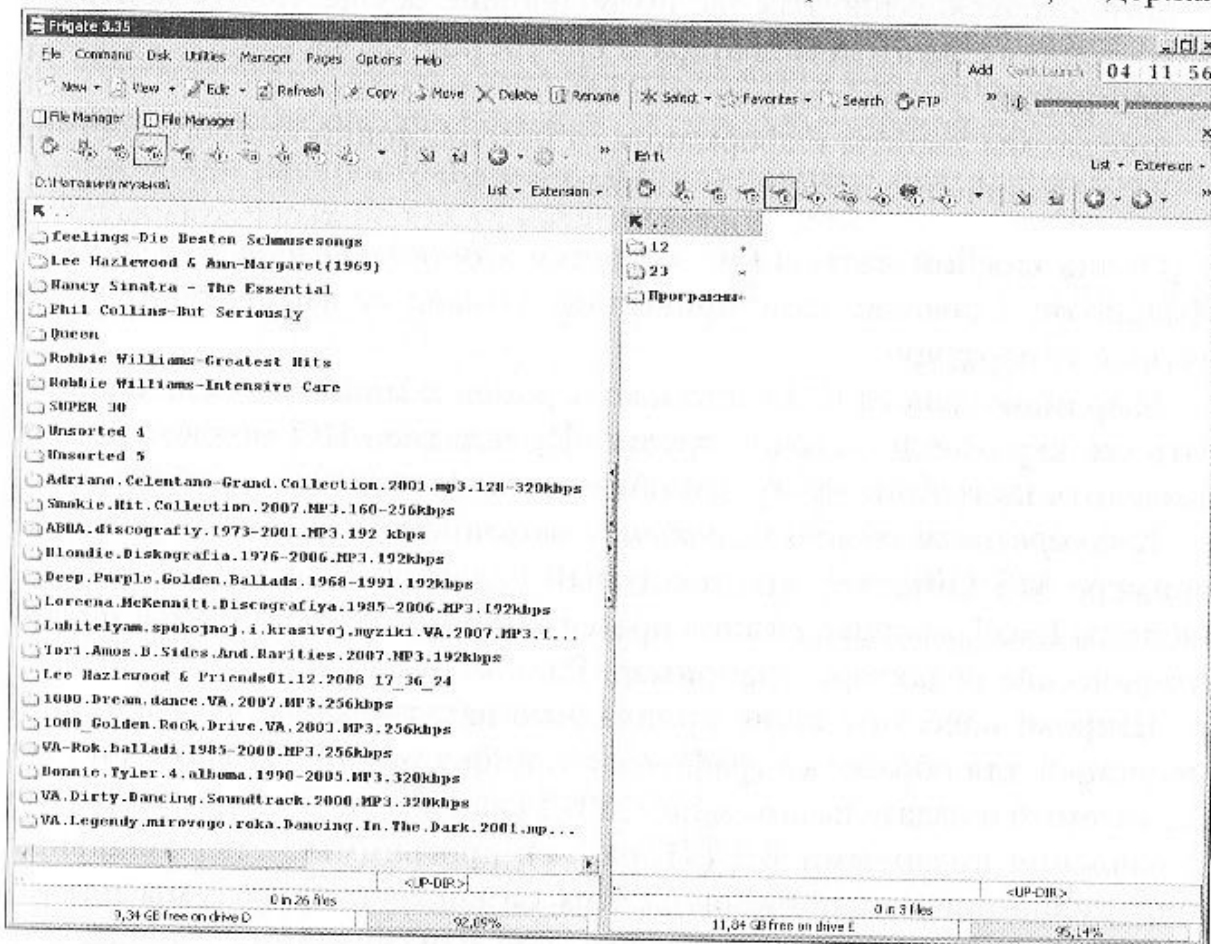 Frigate 3.35
File Command Disk Utilities Manager Pages Options Help
Add Quick Launch 04 11 56
New View Edit Refresh Copy Move Delete Rename Select Favorites Search FTP »
File Manager File Manager
» E:\
List Extension
D:\Наташина музыка\ List Extension
»
..
feelings-Die Besten Schmusesongs
Lee Hazlewood & Ann-Margaret(1969)
Nancy Sinatra - The Essential
Phil Collins-But Seriously
Queen
Robbie Williams-Greatest Hits
Robbie Williams-Intensive Care
SUPER 30
Unsorted 4
Unsorted 5
Adriano.Celentano-Grand.Collection.2001.mp3.128-320kbps
Smokie.Hit.Collection.2007.MP3.160-256kbps
ABBA.discografiy.1973-2001.MP3.192 kbps
Blondie.Diskografia.1976-2006.MP3.192kbps
Deep.Purple.Golden.Ballads.1968-1991.192kbps
Loreena.McKennitt.Discografiya.1985-2006.MP3.192kbps
Lubitelyam.spokojnoj.i.krasivoj.myziki.VA.2007.MP3.1...
Tori.Amos.B.Sides.And.Rarities.2007.MP3.192kbps
Lee Hazlewood & Friends01.12.2008 17_36_24
1000.Dream.dance.VA.2007.MP3.256kbps
1000_Golden.Rock.Drive.VA.2003.MP3.256kbps
VA-Rok.balladi.1985-2000.MP3.256kbps
Bonnie.Tyler.4.alboma.1990-2005.MP3.320kbps
VA.Dirty.Dancing.Soundtrack.2000.MP3.320kbps
VA.Legendy.mirovogo.roka.Dancing.In.The.Dark.2001.mp...
..
12
23
Програмы
<UP-DIR>
0 in 26 files
9,34 GB free on drive D 92,09%
<UP-DIR>
0 in 3 files
11,84 GB free on drive E 95,14%